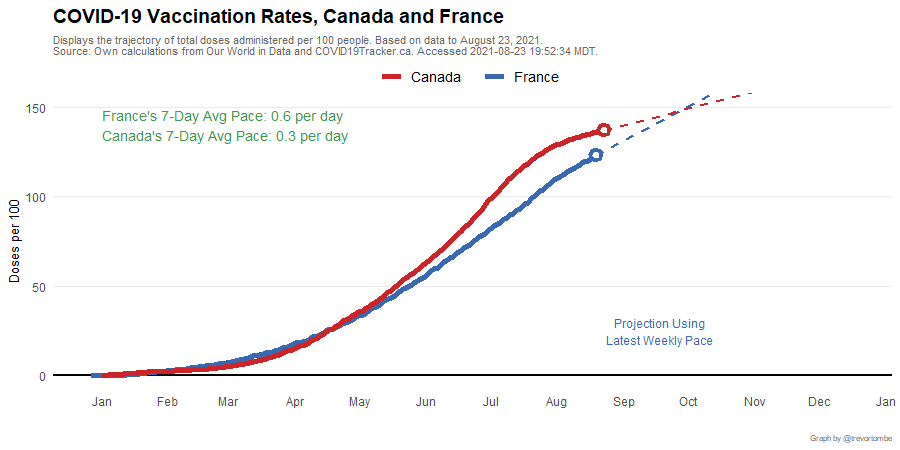 COVID-19 Vaccination Rates, Canada and France
Displays the trajectory of total doses administered per 100 people. Based on data to August 23, 2021.
Source: Own calculations from Our World in Data and COVID19Tracker.ca. Accessed 2021-08-23 19:52:34 MDT.
Canada France
France's 7-Day Avg Pace: 0.6 per day
Canada's 7-Day Avg Pace: 0.3 per day
Doses per 100
150
100
50
0
Projection Using
Latest Weekly Pace
Jan Feb Mar Apr May Jun Jul Aug Sep Oct Nov Dec Jan
Graph by @trevortombe